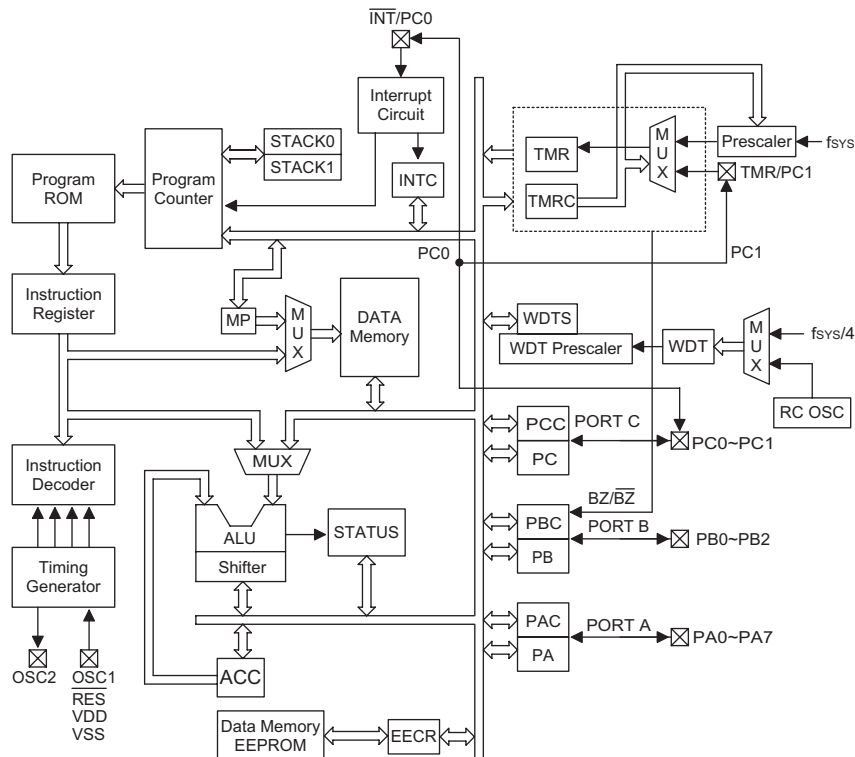 INT/PC0
Interrupt
Circuit
STACK0
STACK1
INTC
Program
ROM
Program
Counter
Instruction
Register
MP
M
U
X
DATA
Memory
TMR
TMRC
M
U
X
Prescaler
fSYS
TMR/PC1
PC0
PC1
WDTS
WDT Prescaler
WDT
M
U
X
fSYS/4
RC OSC
PCC
PC
PORT C
PC0~PC1
Instruction
Decoder
MUX
ALU
Shifter
STATUS
BZ/BZ
PBC
PB
PORT B
PB0~PB2
Timing
Generator
PAC
PA
PORT A
PA0~PA7
OSC2
OSC1
RES
VDD
VSS
ACC
Data Memory
EEPROM
EECR